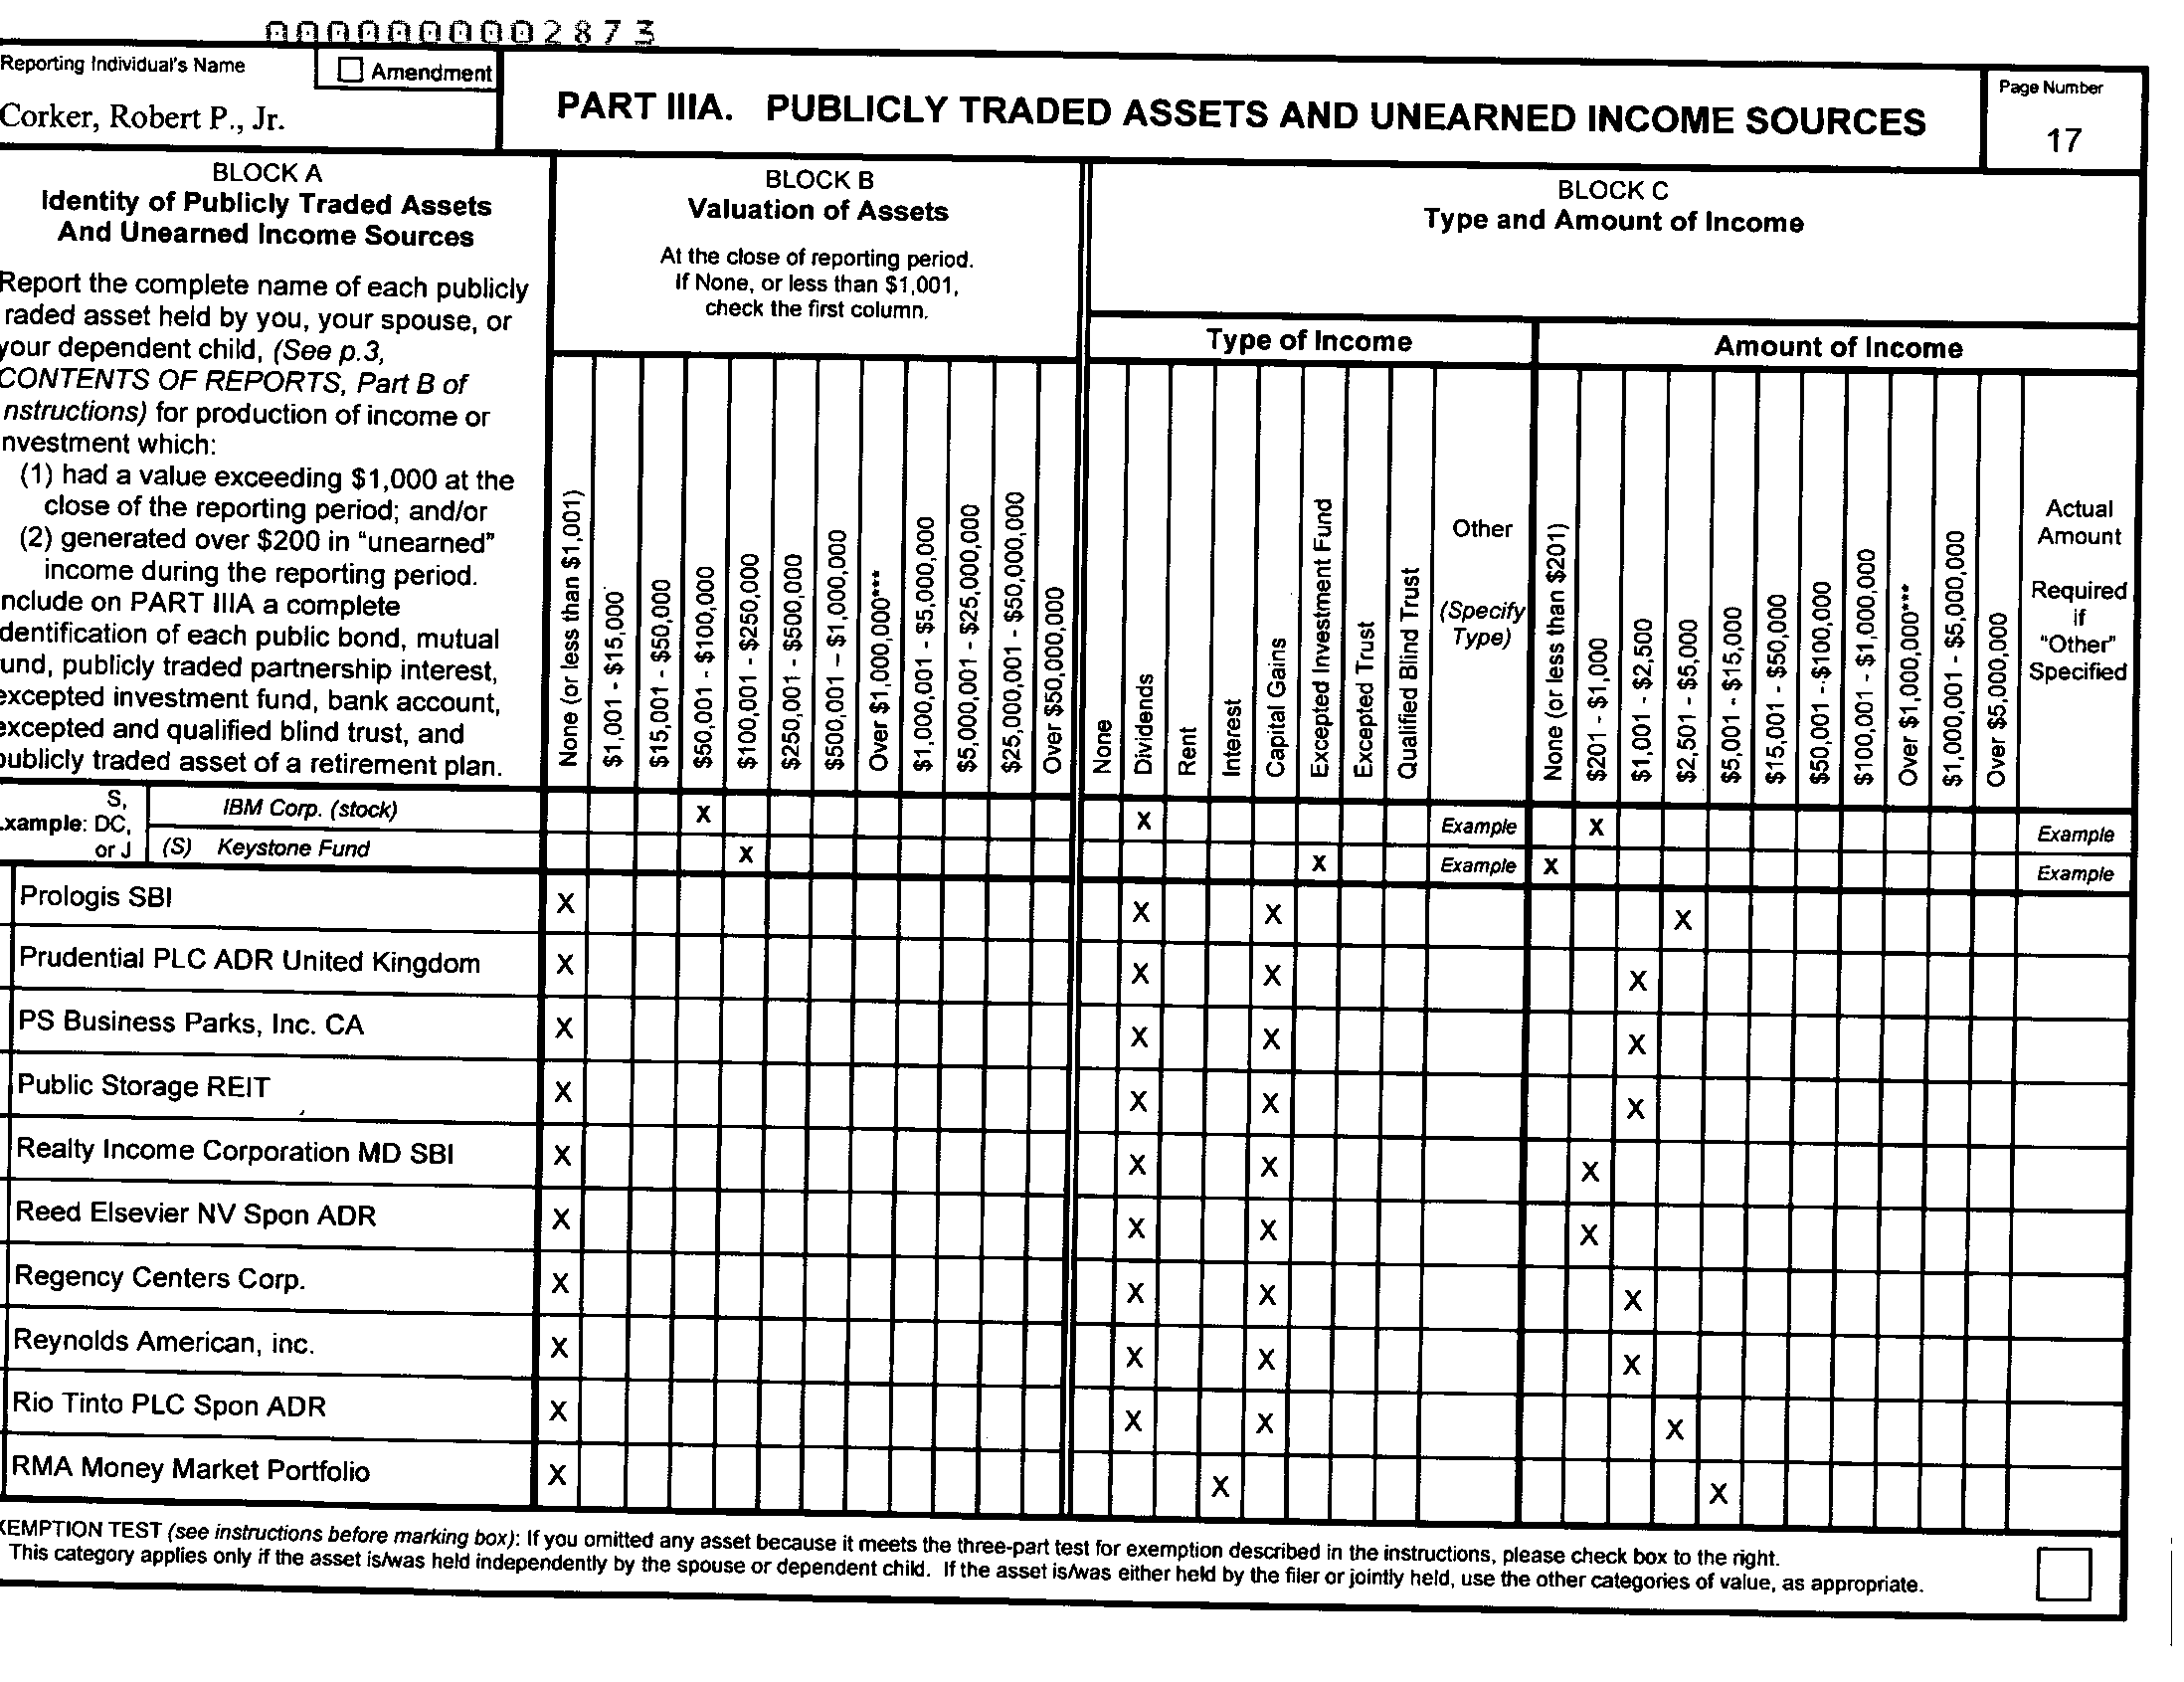 0000000002873
Reporting Individual's Name
☐ Amendment
Corker, Robert P., Jr.
PART IIIA. PUBLICLY TRADED ASSETS AND UNEARNED INCOME SOURCES
Page Number
17
BLOCK A
Identity of Publicly Traded Assets
And Unearned Income Sources
Report the complete name of each publicly
raded asset held by you, your spouse, or
your dependent child, (See p.3,
CONTENTS OF REPORTS, Part B of
nstructions) for production of income or
nvestment which:
(1) had a value exceeding $1,000 at the
close of the reporting period; and/or
(2) generated over $200 in "unearned"
income during the reporting period.
nclude on PART IIIA a complete
dentification of each public bond, mutual
und, publicly traded partnership interest,
excepted investment fund, bank account,
excepted and qualified blind trust, and
publicly traded asset of a retirement plan.
BLOCK B
Valuation of Assets
At the close of reporting period.
If None, or less than $1,001,
check the first column.
None (or less than $1,001)
$1,001 - $15,000
$15,001 - $50,000
$50,001 - $100,000
$100,001 - $250,000
$250,001 - $500,000
$500,001 – $1,000,000
Over $1,000,000***
$1,000,001 - $5,000,000
$5,000,001 - $25,000,000
$25,000,001 - $50,000,000
Over $50,000,000
BLOCK C
Type and Amount of Income
Type of Income
None
Dividends
Rent
Interest
Capital Gains
Excepted Investment Fund
Excepted Trust
Qualified Blind Trust
Other
(Specify
Type)
Amount of Income
None (or less than $201)
$201 - $1,000
$1,001 - $2,500
$2,501 - $5,000
$5,001 - $15,000
$15,001 - $50,000
$50,001 - $100,000
$100,001 - $1,000,000
Over $1,000,000***
$1,000,001 - $5,000,000
Over $5,000,000
Actual
Amount
Required
if
"Other"
Specified
xample: S, DC, or J
IBM Corp. (stock) X X Example X Example
(S) Keystone Fund X X Example X Example
Prologis SBI X X X X
Prudential PLC ADR United Kingdom X X X X
PS Business Parks, Inc. CA X X X X
Public Storage REIT X X X X
Realty Income Corporation MD SBI X X X X
Reed Elsevier NV Spon ADR X X X X
Regency Centers Corp. X X X X
Reynolds American, inc. X X X X
Rio Tinto PLC Spon ADR X X X X
RMA Money Market Portfolio X X X
XEMPTION TEST (see instructions before marking box): If you omitted any asset because it meets the three-part test for exemption described in the instructions, please check box to the right.
This category applies only if the asset is/was held independently by the spouse or dependent child. If the asset is/was either held by the filer or jointly held, use the other categories of value, as appropriate.